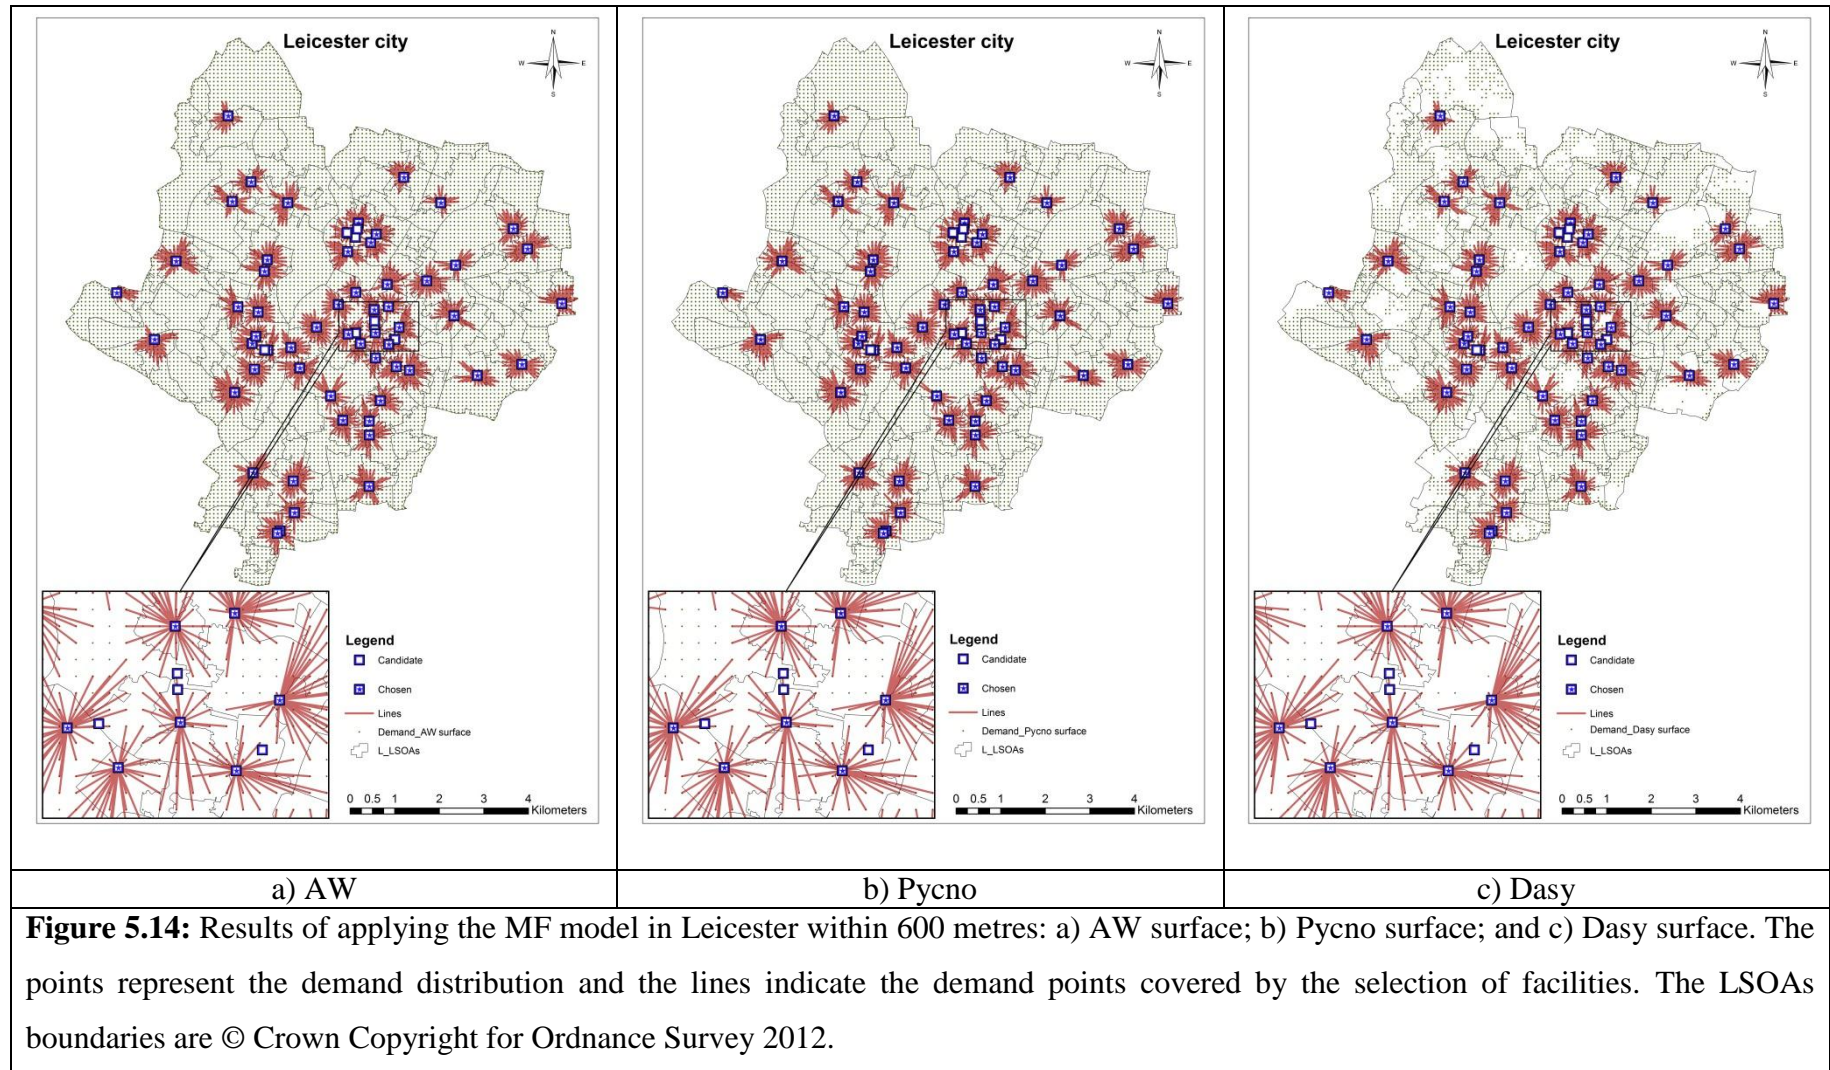 Leicester city
N
W E
S
Legend
Candidate
Chosen
Lines
Demand_AW surface
L_LSOAs
0 0.5 1 2 3 4
Kilometers
Leicester city
N
W E
S
Legend
Candidate
Chosen
Lines
Demand_Pycno surface
L_LSOAs
0 0.5 1 2 3 4
Kilometers
Leicester city
N
W E
S
Legend
Candidate
Chosen
Lines
Demand_Dasy surface
L_LSOAs
0 0.5 1 2 3 4
Kilometers
a) AW
b) Pycno
c) Dasy
Figure 5.14: Results of applying the MF model in Leicester within 600 metres: a) AW surface; b) Pycno surface; and c) Dasy surface. The
points represent the demand distribution and the lines indicate the demand points covered by the selection of facilities. The LSOAs
boundaries are © Crown Copyright for Ordnance Survey 2012.